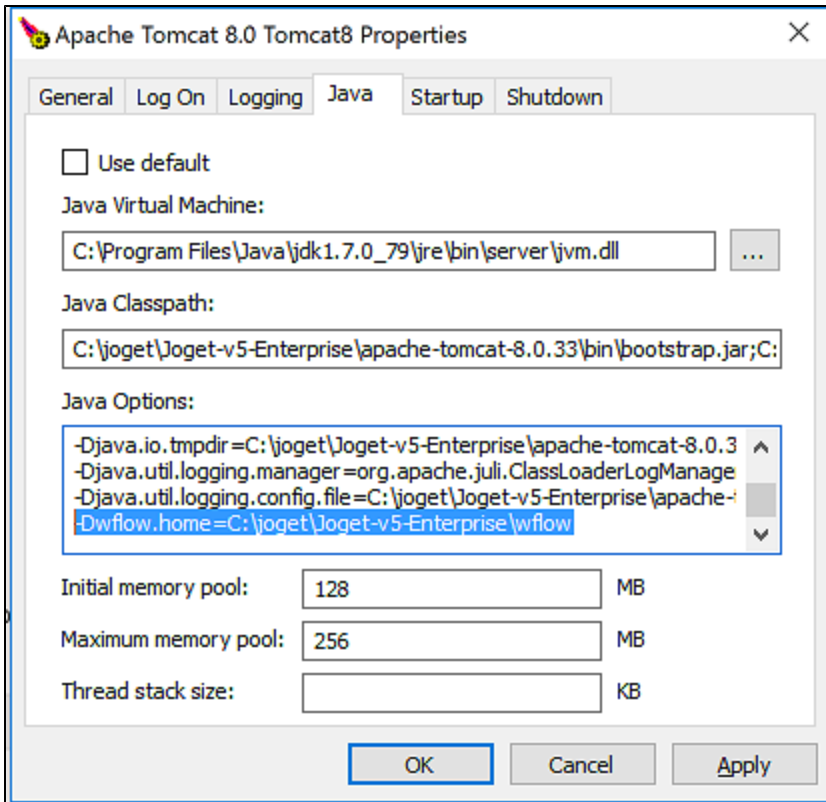 Apache Tomcat 8.0 Tomcat8 Properties
General Log On Logging Java Startup Shutdown
Use default
Java Virtual Machine:
C:\Program Files\Java\jdk1.7.0_79\jre\bin\server\jvm.dll ...
Java Classpath:
C:\joget\Joget-v5-Enterprise\apache-tomcat-8.0.33\bin\bootstrap.jar;C:
Java Options:
-Djava.io.tmpdir=C:\joget\Joget-v5-Enterprise\apache-tomcat-8.0.3
-Djava.util.logging.manager=org.apache.juli.ClassLoaderLogManage
-Djava.util.logging.config.file=C:\joget\Joget-v5-Enterprise\apache-t
-Dwflow.home=C:\joget\Joget-v5-Enterprise\wflow
Initial memory pool: 128 MB
Maximum memory pool: 256 MB
Thread stack size: KB
OK Cancel Apply